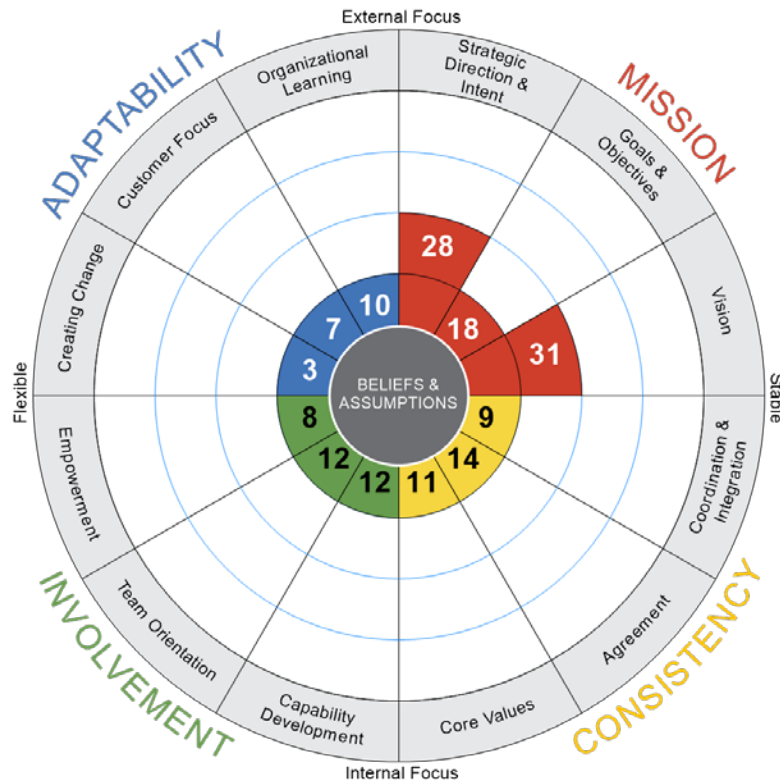 External Focus
ADAPTABILITY
MISSION
Organizational
Learning
Strategic
Direction &
Intent
Customer Focus
Goals &
Objectives
Creating Change
Vision
28
10
18
7
31
3
Flexible
BELIEFS &
ASSUMPTIONS
Stable
8
9
12
14
12
11
Empowerment
Coordination &
Integration
Team Orientation
Agreement
Capability
Development
Core Values
INVOLVEMENT
CONSISTENCY
Internal Focus